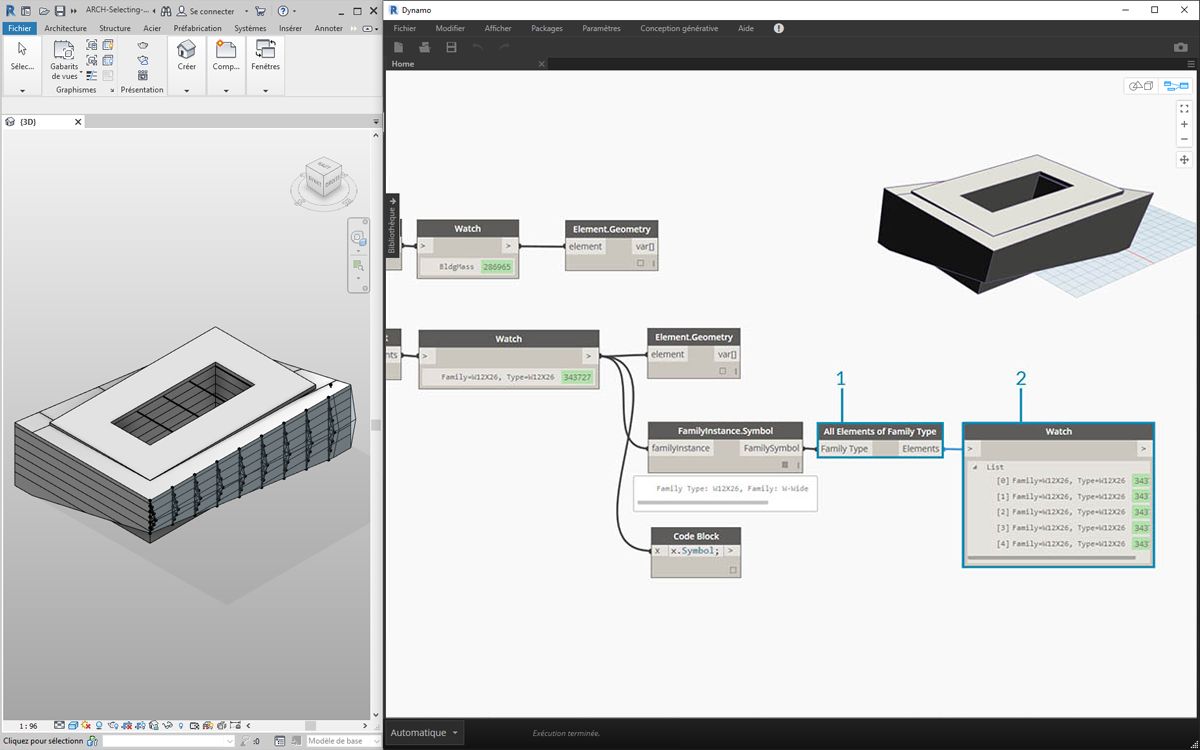 ARCH-Selecting-...
Se connecter
Fichier
Architecture
Structure
Acier
Préfabrication
Systèmes
Insérer
Annoter
Sélec...
Gabarits
de vues
Créer
Comp...
Fenêtres
Graphismes
Présentation
{3D}
HAUT
1 : 96
Cliquez pour sélectionn
:0
Modèle de base
Dynamo
Fichier
Modifier
Afficher
Packages
Paramètres
Conception générative
Aide
Home
Bibliothèque
Watch
>
>
BldgMass 286965
Element.Geometry
element
var[]
nts
Watch
>
>
Family=W12X26, Type=W12X26 343727
Element.Geometry
element
var[]
FamilyInstance.Symbol
familyInstance
FamilySymbol
Family Type: W12X26, Family: W-Wide
Code Block
x
x.Symbol;
>
1
All Elements of Family Type
Family Type
Elements
2
Watch
>
>
List
[0] Family=W12X26, Type=W12X26 343
[1] Family=W12X26, Type=W12X26 343
[2] Family=W12X26, Type=W12X26 343
[3] Family=W12X26, Type=W12X26 343
[4] Family=W12X26, Type=W12X26 343
Automatique
Exécution terminée.